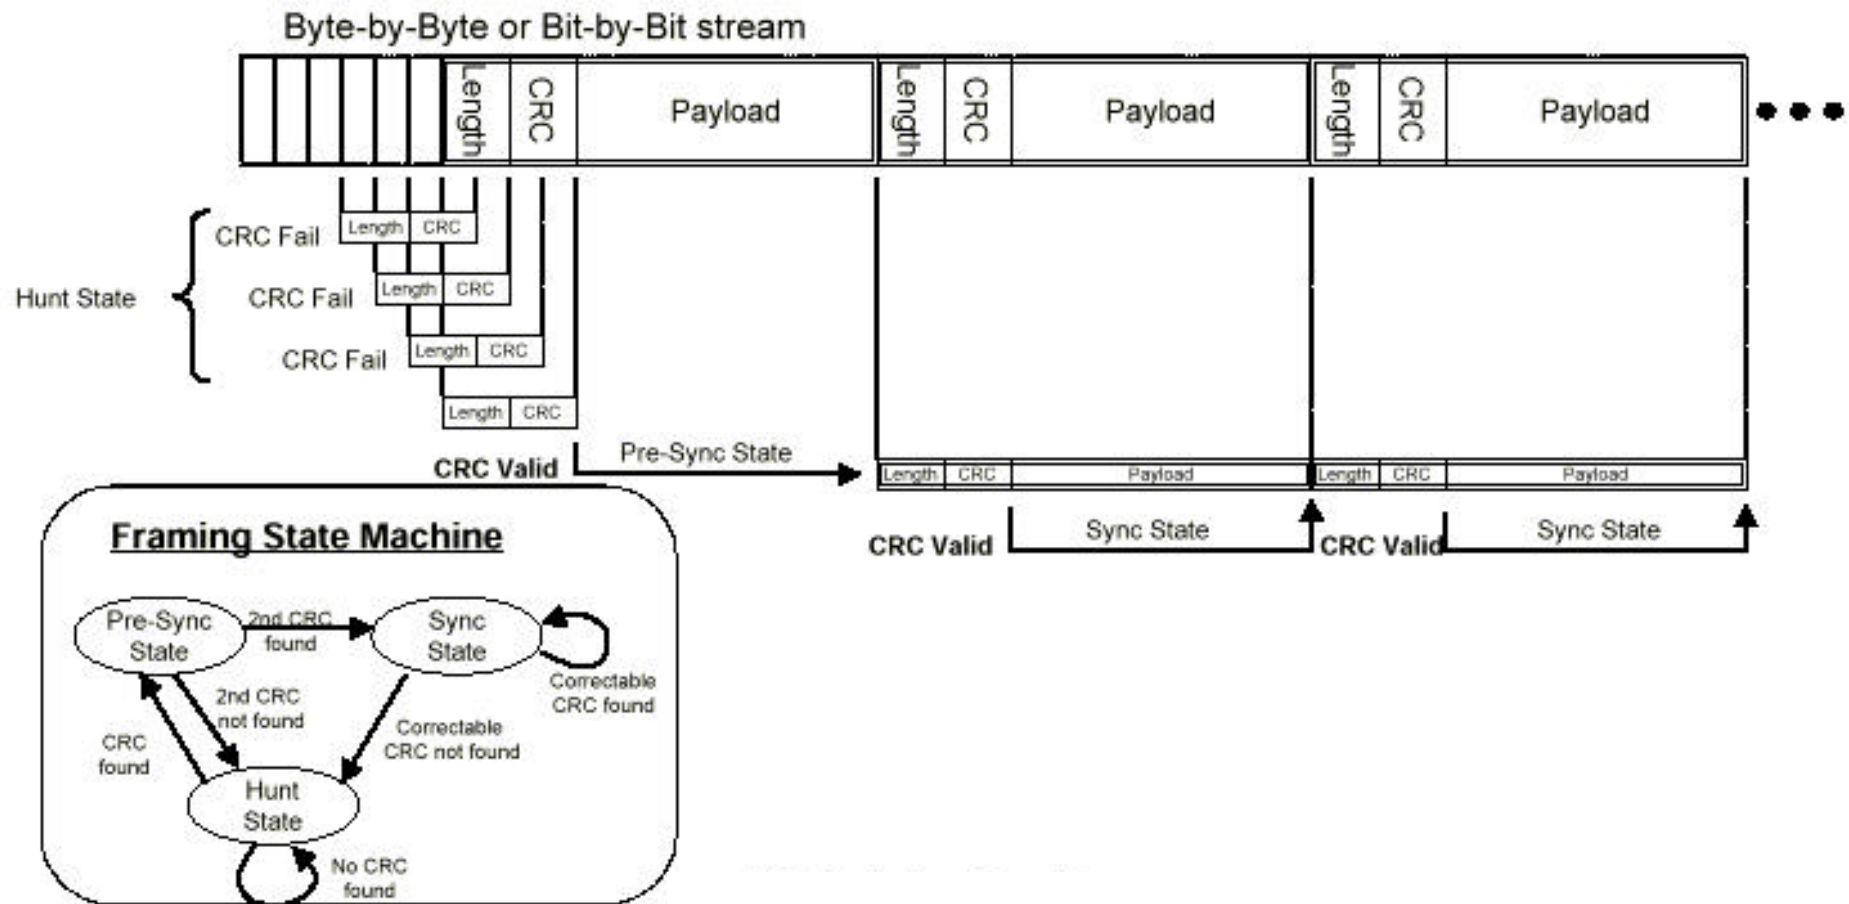 Byte-by-Byte or Bit-by-Bit stream
Length CRC Payload Length CRC Payload Length CRC Payload
Length CRC
CRC Fail
Length CRC
CRC Fail
Hunt State
Length CRC
CRC Fail
Length CRC
CRC Valid
Pre-Sync State
Length CRC Payload Length CRC Payload
CRC Valid
Sync State
CRC Valid
Sync State
Framing State Machine
Pre-Sync
State
2nd CRC
found
Sync
State
Correctable
CRC found
2nd CRC
not found
Correctable
CRC not found
CRC
found
Hunt
State
No CRC
found